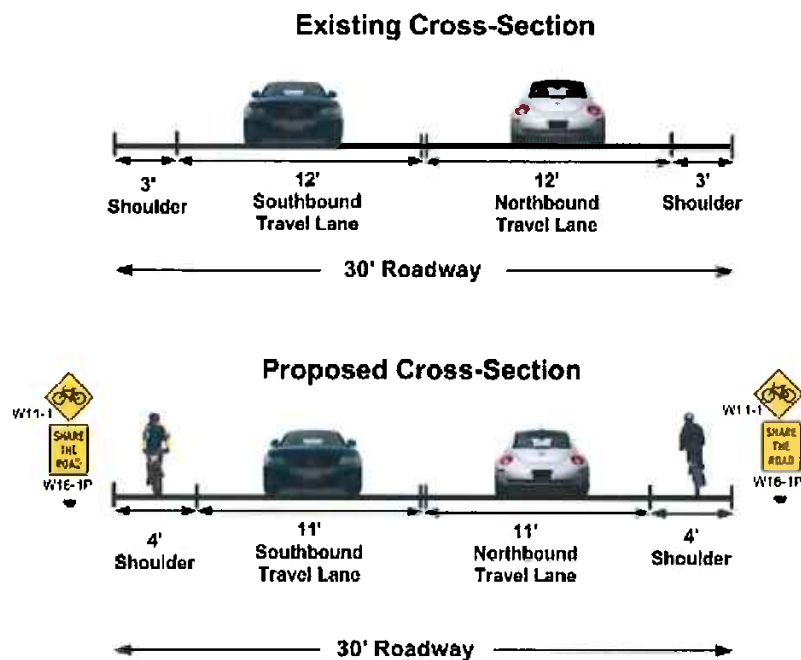 Existing Cross-Section
3'
Shoulder
12'
Southbound
Travel Lane
12'
Northbound
Travel Lane
3'
Shoulder
30' Roadway
Proposed Cross-Section
W11-1
SHARE
THE
ROAD
W16-1P
W11-1
SHARE
THE
ROAD
W16-1P
4'
Shoulder
11'
Southbound
Travel Lane
11'
Northbound
Travel Lane
4'
Shoulder
30' Roadway